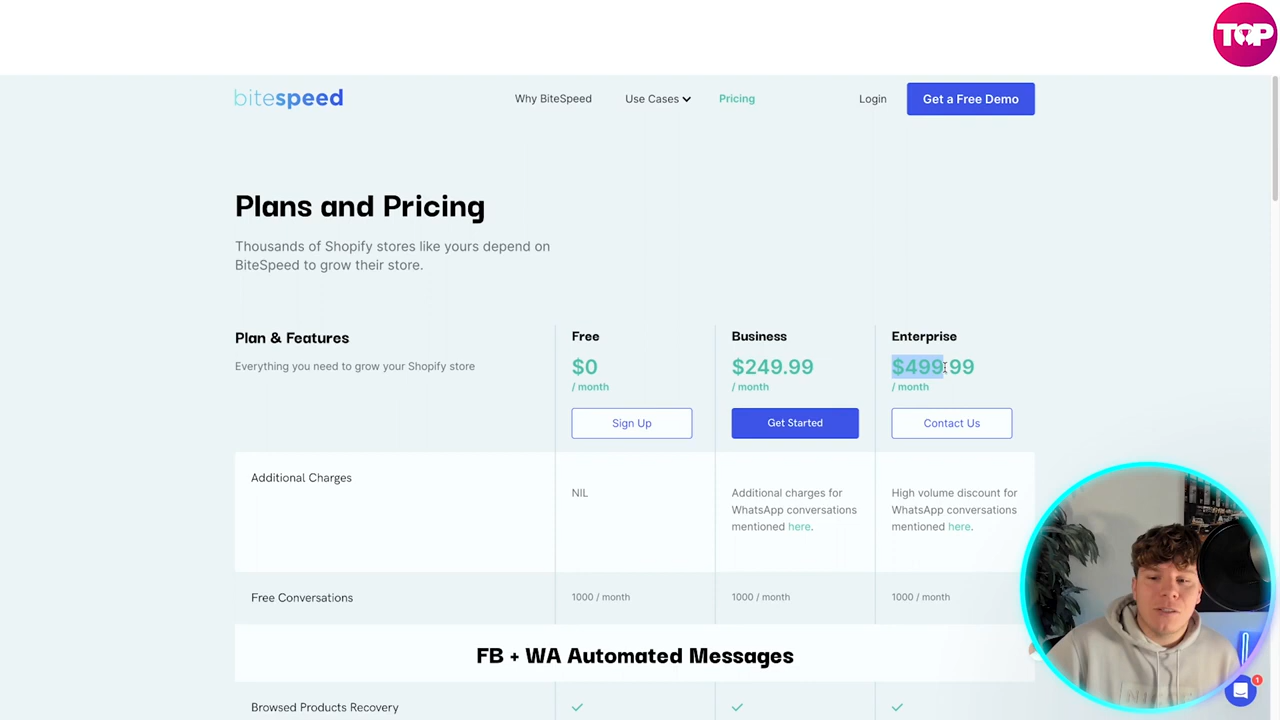 TOP
bitespeed
Why BiteSpeed
Use Cases
Pricing
Login
Get a Free Demo
Plans and Pricing
Thousands of Shopify stores like yours depend on
BiteSpeed to grow their store.
Plan & Features
Everything you need to grow your Shopify store
Free
$0
/ month
Sign Up
Business
$249.99
/ month
Get Started
Enterprise
$499.99
/ month
Contact Us
Additional Charges
NIL
Additional charges for
WhatsApp conversations
mentioned here.
High volume discount for
WhatsApp conversations
mentioned here.
Free Conversations
1000 / month
1000 / month
1000 / month
FB + WA Automated Messages
Browsed Products Recovery
1